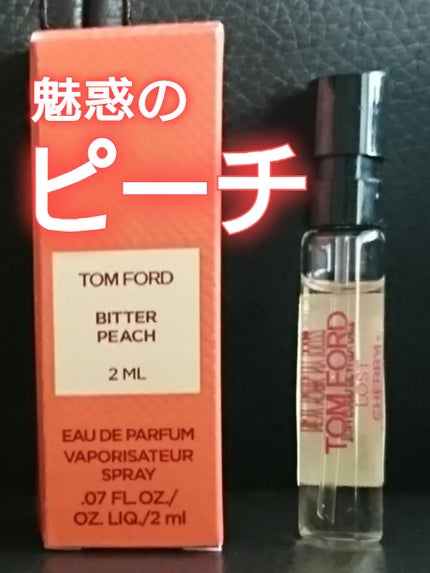 魅惑の
ピーチ
TOM FORD
BITTER
PEACH
2 ML
EAU DE PARFUM
VAPORISATEUR
SPRAY
.07 FL.OZ./
OZ. LIQ./2 ml
TOM FORD
LOST
CHERRY